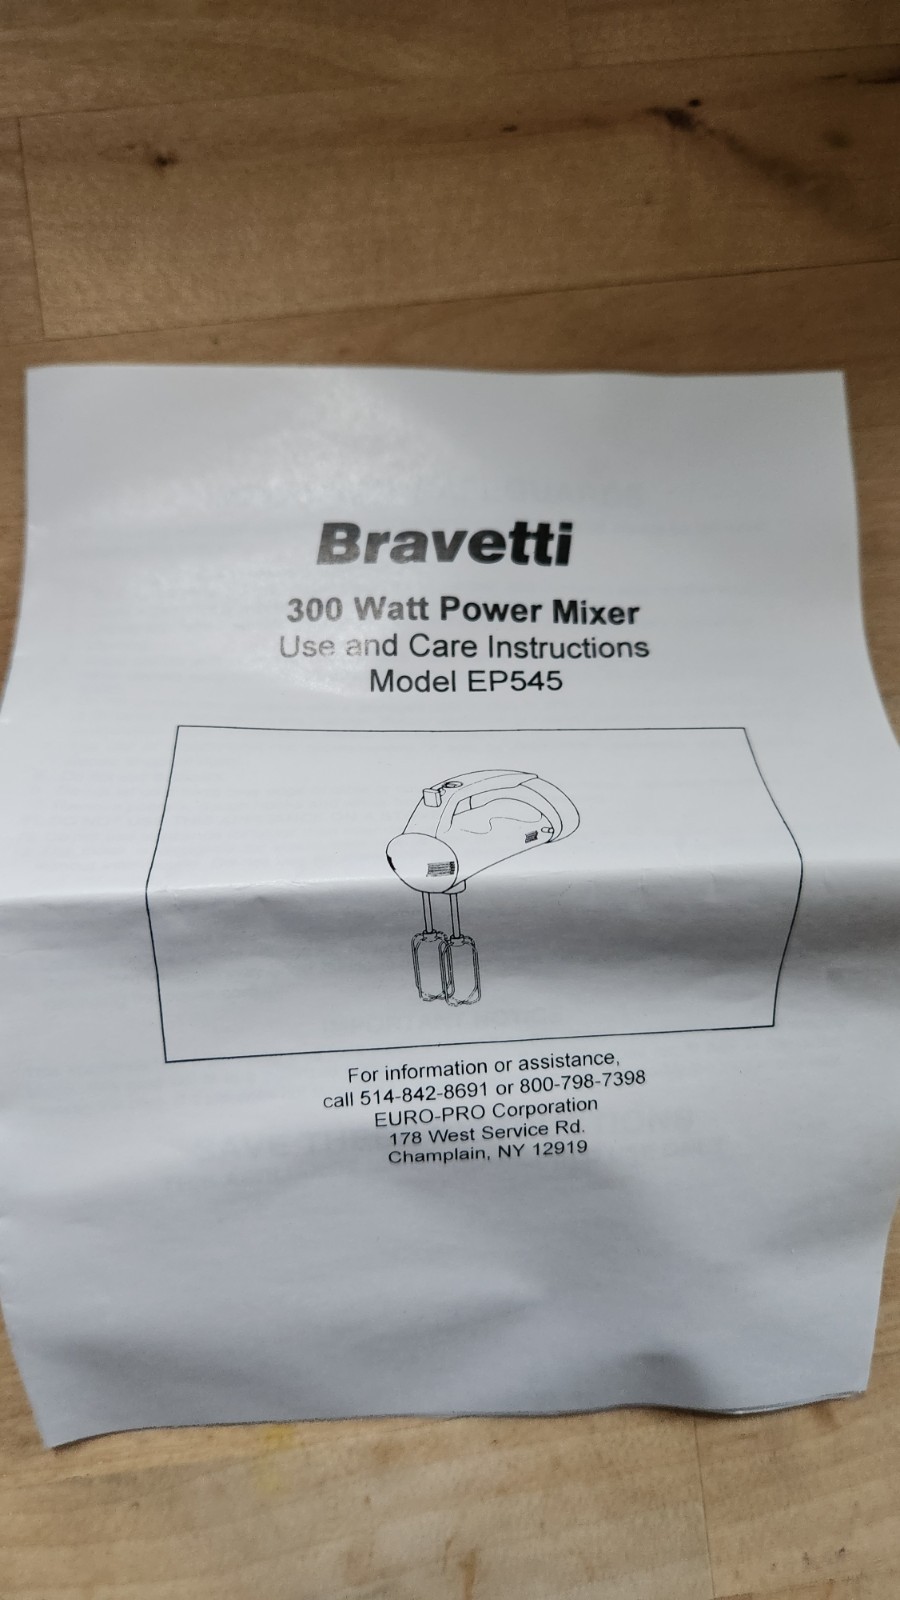 Bravetti
300 Watt Power Mixer
Use and Care Instructions
Model EP545
For information or assistance,
call 514-842-8691 or 800-798-7398
EURO-PRO Corporation
178 West Service Rd.
Champlain, NY 12919